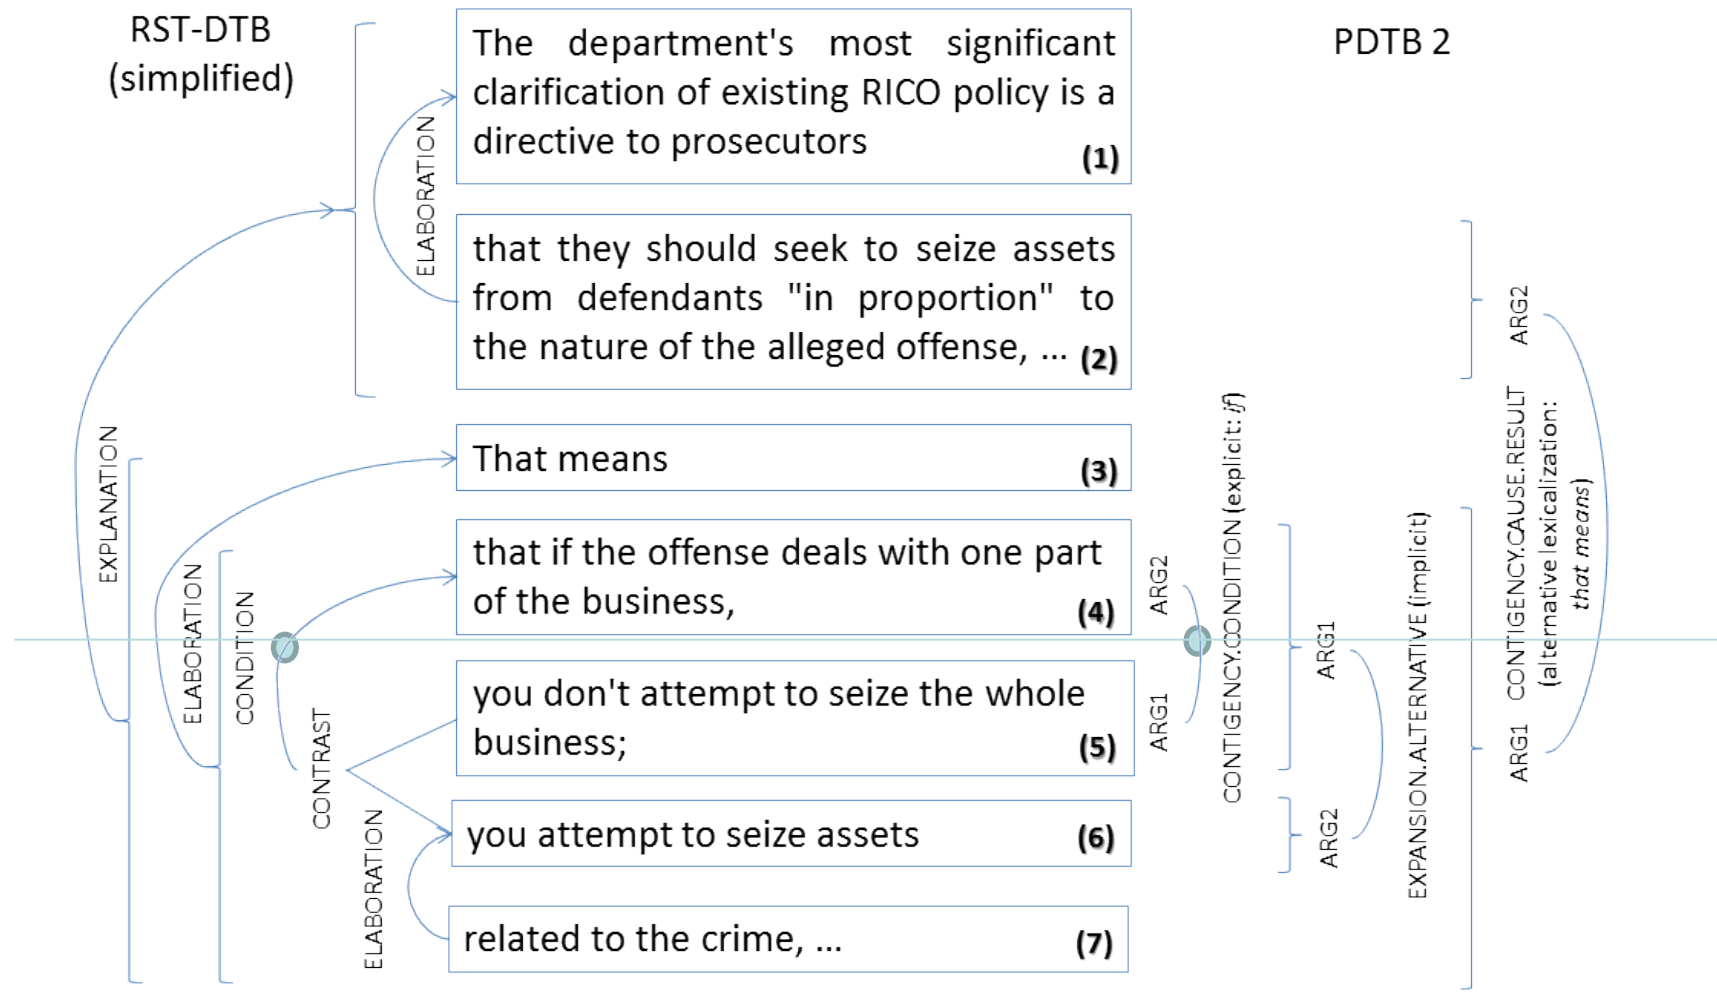 RST-DTB
(simplified)
PDTB 2
The department's most significant
clarification of existing RICO policy is a
directive to prosecutors
(1)
ELABORATION
that they should seek to seize assets
from defendants "in proportion" to
the nature of the alleged offense, ...
(2)
EXPLANATION
That means
(3)
ELABORATION
CONDITION
that if the offense deals with one part
of the business,
(4)
you don't attempt to seize the whole
business;
(5)
CONTRAST
you attempt to seize assets
(6)
ELABORATION
related to the crime, ...
(7)
ARG2
ARG1
CONTIGENCY.CONDITION (explicit: if)
ARG1
ARG2
EXPANSION.ALTERNATIVE (implicit)
ARG2
ARG1
CONTIGENCY.CAUSE.RESULT
(alternative lexicalization:
that means)